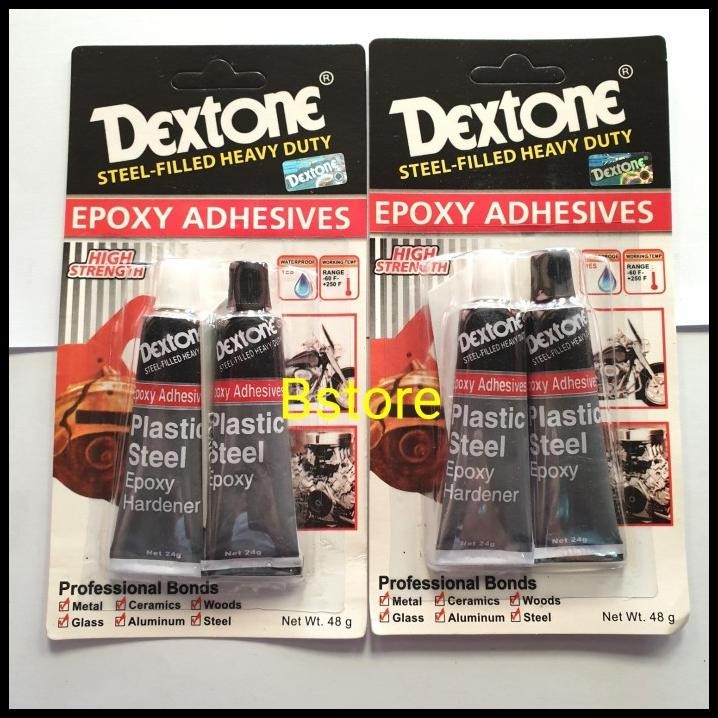 DEXTONE®
STEEL-FILLED HEAVY DUTY
DEXTONE
EPOXY ADHESIVES
HIGH
STRENGTH
WATERPROOF
WORKING TEMP
RANGE
-60 F-
+250 F
DEXTONE
STEEL-FILLED HEAVY
Epoxy Adhesives
Plastic
Steel
Epoxy
Hardener
Net 24g
DEXTONE
STEEL-FILLED HEAVY DUTY
Epoxy Adhesives
Plastic
Steel
Epoxy
Net 24g
Professional Bonds
Metal Ceramics Woods
Glass Aluminum Steel
Net Wt. 48 g
Bstore
DEXTONE®
STEEL-FILLED HEAVY DUTY
DEXTONE
EPOXY ADHESIVES
HIGH
STRENGTH
WORKING TEMP
YES
RANGE
-60 F-
+250 F
DEXTONE
STEEL-FILLED HEAVY
Epoxy Adhesives
Plastic
Steel
Epoxy
Hardener
Net 24g
DEXTONE
STEEL-FILLED HEAVY DUTY
Epoxy Adhesives
Plastic
Steel
Epoxy
Net 24g
Professional Bonds
Metal Ceramics Woods
Glass Aluminum Steel
Net Wt. 48 g